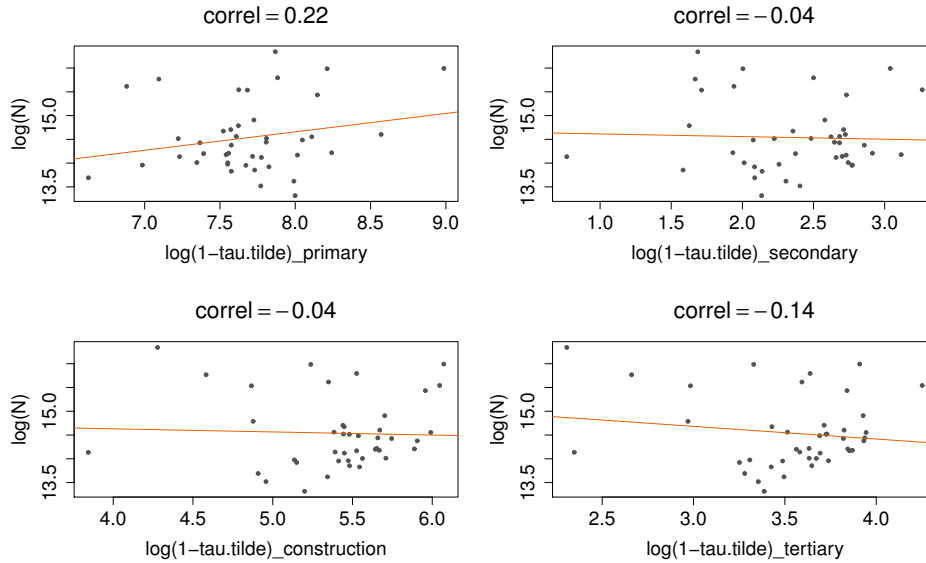 correl = 0.22
log(N)
15.0
13.5
7.0 7.5 8.0 8.5 9.0
log(1−tau.tilde)_primary
correl = −0.04
log(N)
15.0
13.5
1.0 1.5 2.0 2.5 3.0
log(1−tau.tilde)_secondary
correl = −0.04
log(N)
15.0
13.5
4.0 4.5 5.0 5.5 6.0
log(1−tau.tilde)_construction
correl = −0.14
log(N)
15.0
13.5
2.5 3.0 3.5 4.0
log(1−tau.tilde)_tertiary